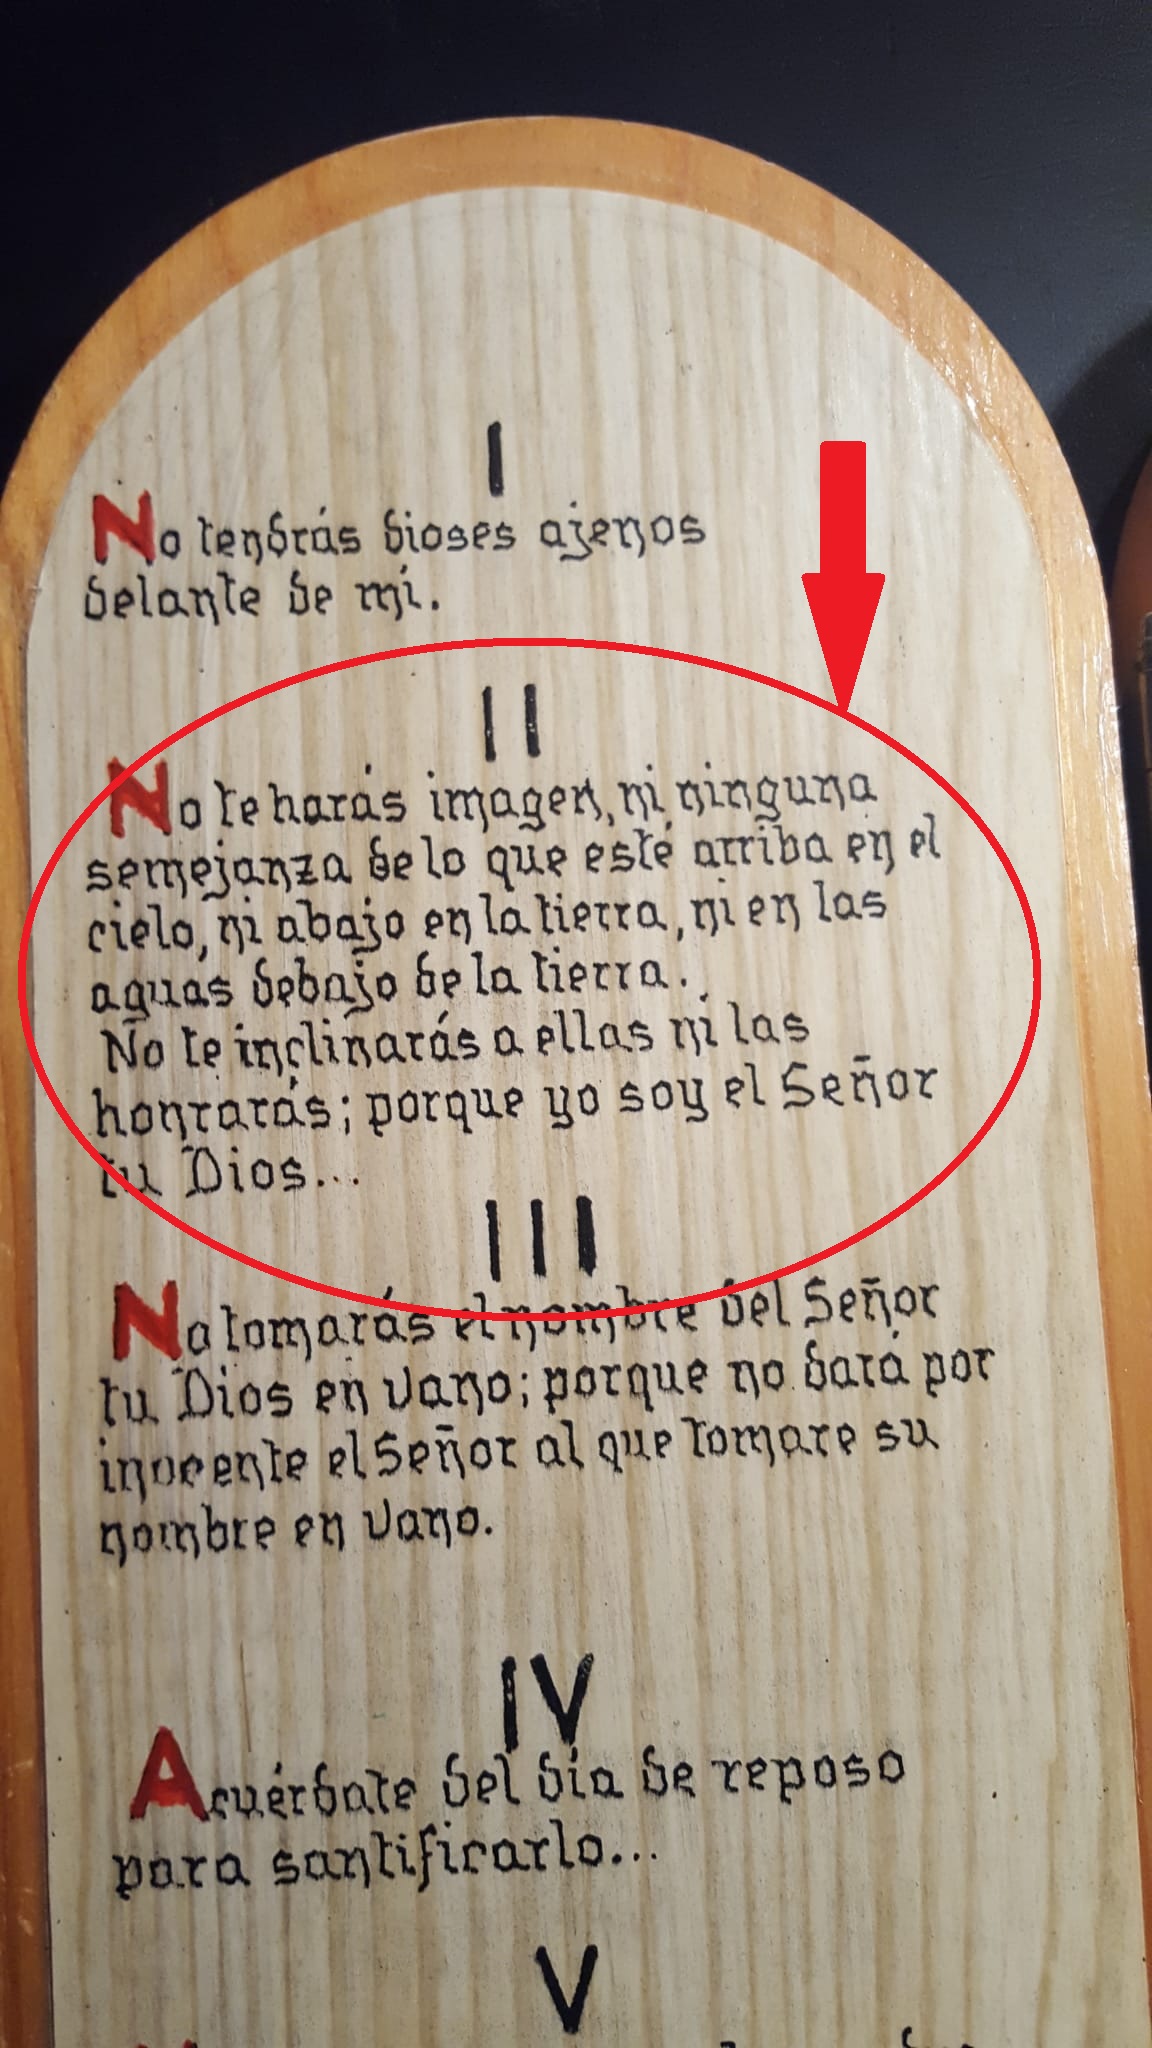 I
No tendrás dioses ajenos
delante de mí.
II
No te harás imagen, ni ninguna
semejanza de lo que esté arriba en el
cielo, ni abajo en la tierra, ni en las
aguas debajo de la tierra.
No te inclinarás a ellas ni las
honrarás; porque yo soy el Señor
tu Dios...
III
No tomarás el nombre del Señor
tu Dios en vano; porque no dará por
inocente el Señor al que tomare su
nombre en vano.
IV
Acuérdate del día de reposo
para santificarlo...
V